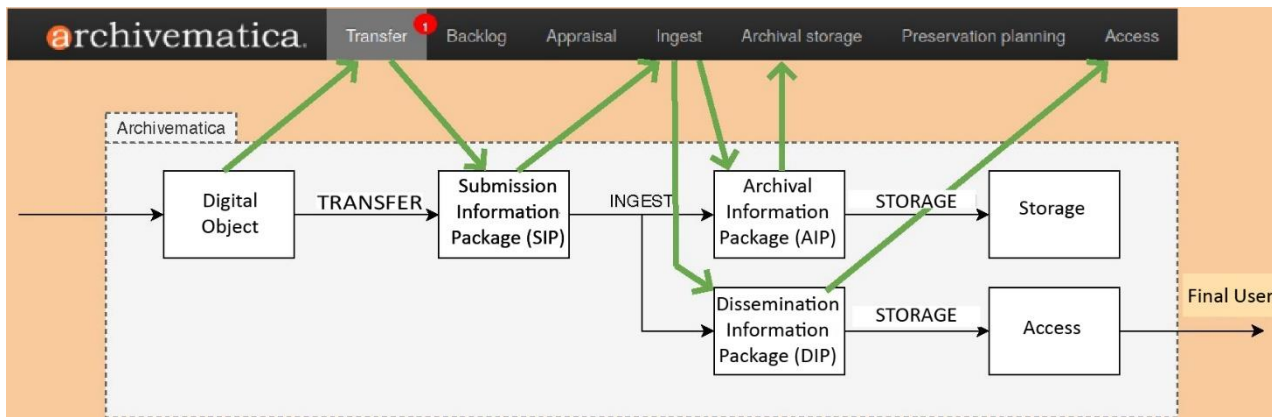 archivematica.
Transfer 1 Backlog Appraisal Ingest Archival storage Preservation planning Access
Archivematica
Digital
Object
TRANSFER
Submission
Information
Package (SIP)
INGEST
Archival
Information
Package (AIP)
STORAGE
Storage
Dissemination
Information
Package (DIP)
STORAGE
Access
Final User